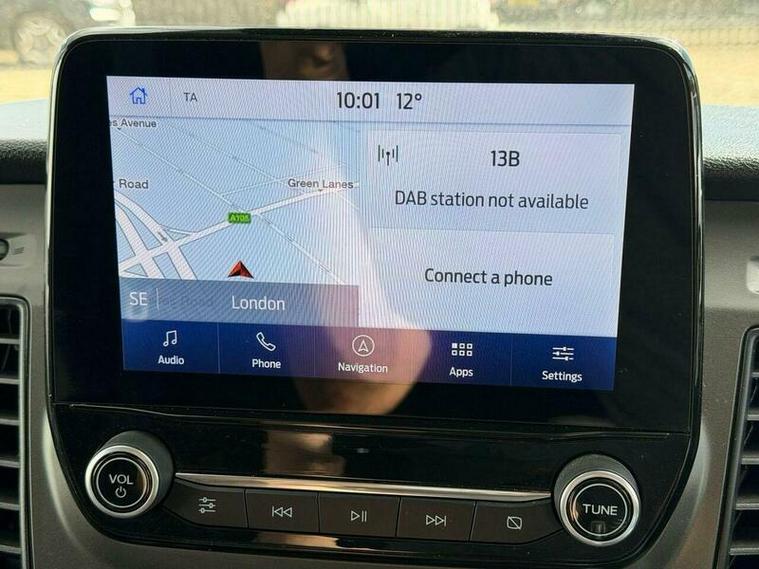 TA
10:01 12°
s Avenue
Road
Green Lanes
A105
13B
DAB station not available
Connect a phone
SE
London
Audio
Phone
Navigation
Apps
Settings
VOL
TUNE